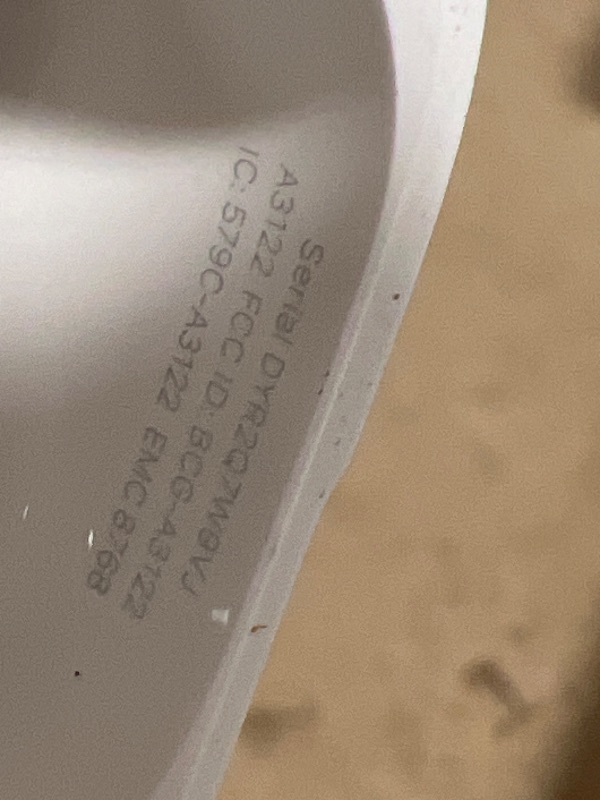 Serial DYR2Q7W8VJ
A3122 FCC ID: BCG-A3122
IC: 579C-A3122 EMC 8768